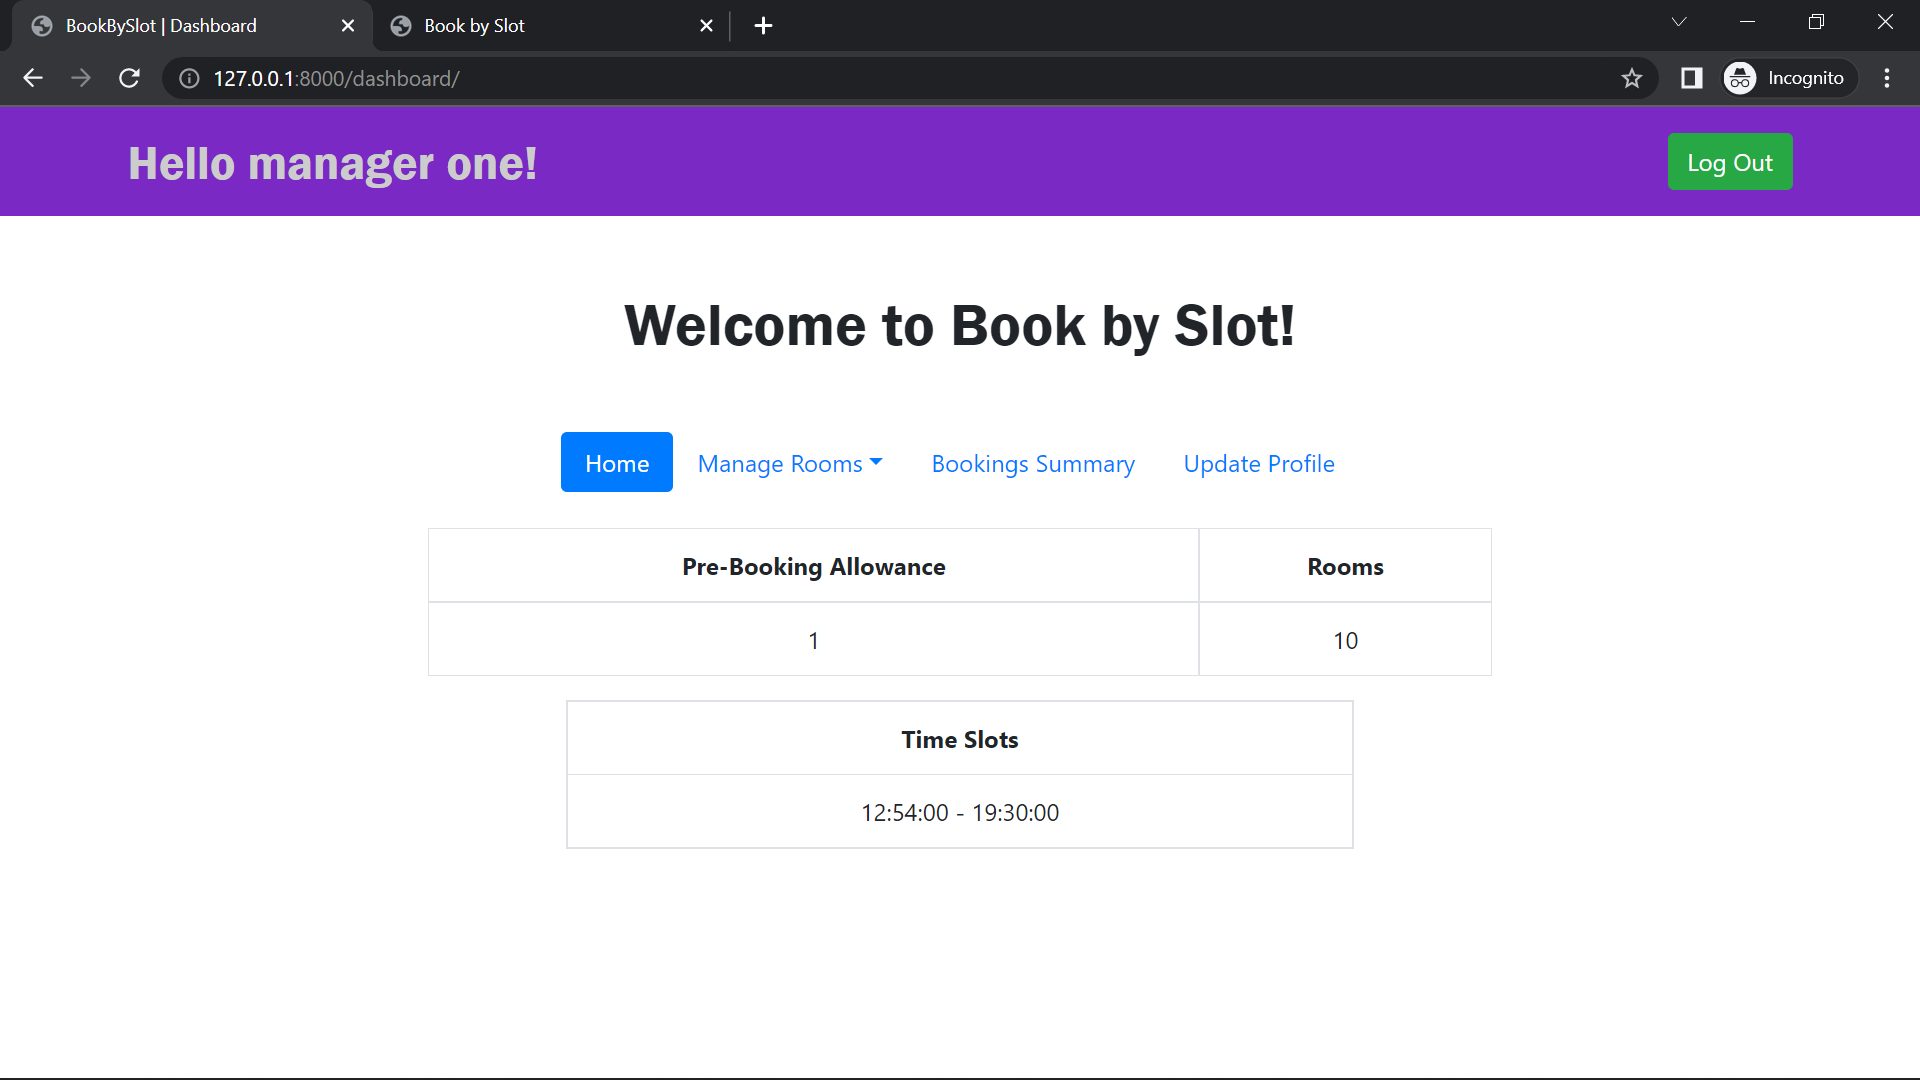 BookBySlot | Dashboard
Book by Slot
127.0.0.1:8000/dashboard/
Incognito
Hello manager one!
Log Out
Welcome to Book by Slot!
Home
Manage Rooms
Bookings Summary
Update Profile
Pre-Booking Allowance
Rooms
1
10
Time Slots
12:54:00 - 19:30:00